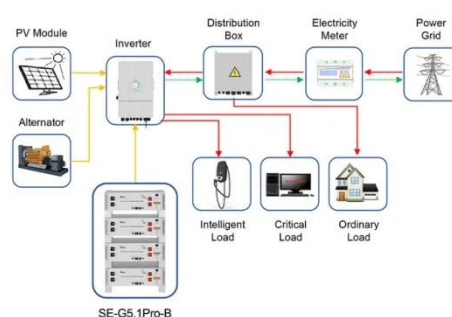 PV Module
Inverter
Distribution
Box
Electricity
Meter
Power
Grid
Alternator
Intelligent
Load
Critical
Load
Ordinary
Load
SE-G5.1Pro-B